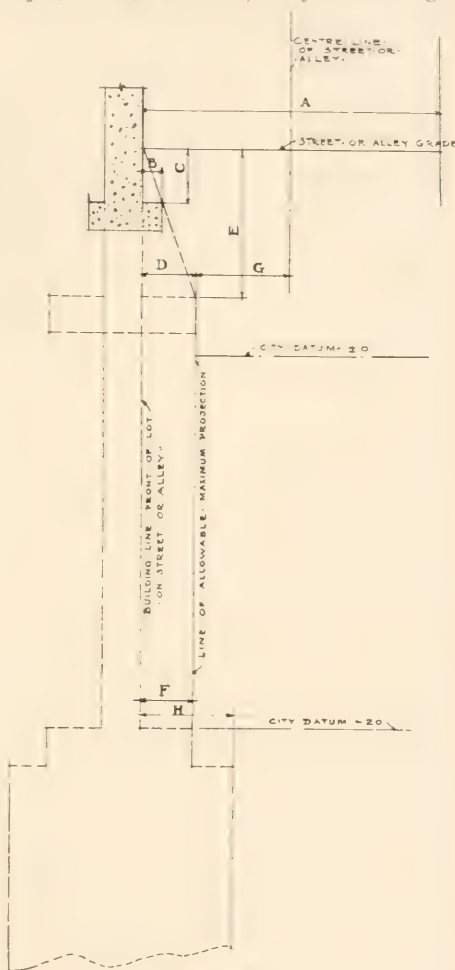 CENTRE LINE
OF STREET OR
ALLEY.
A
STREET OR ALLEY GRADE
B
C
E
D
G
CITY DATUM - 20
BUILDING LINE FRONT OF LOT
ON STREET OR ALLEY.
LINE OF ALLOWABLE MAXIMUM PROJECTION
F
H
CITY DATUM - 20